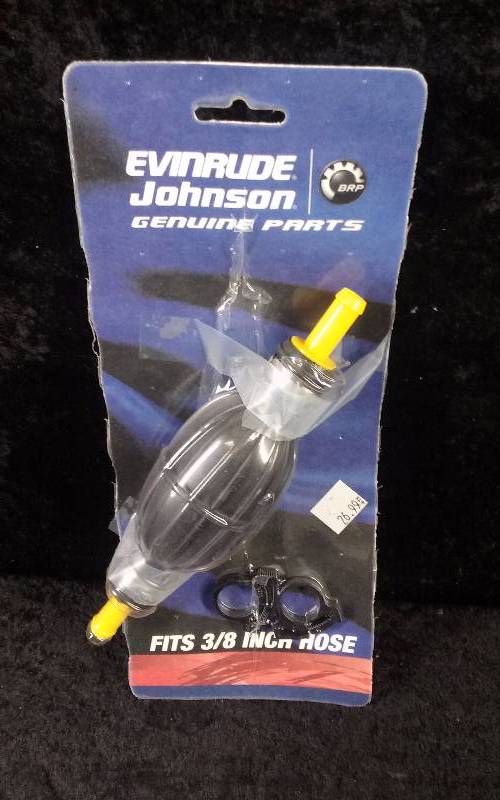 EVINRUDE
Johnson
BRP
GENUINE PARTS
FITS 3/8 INCH HOSE